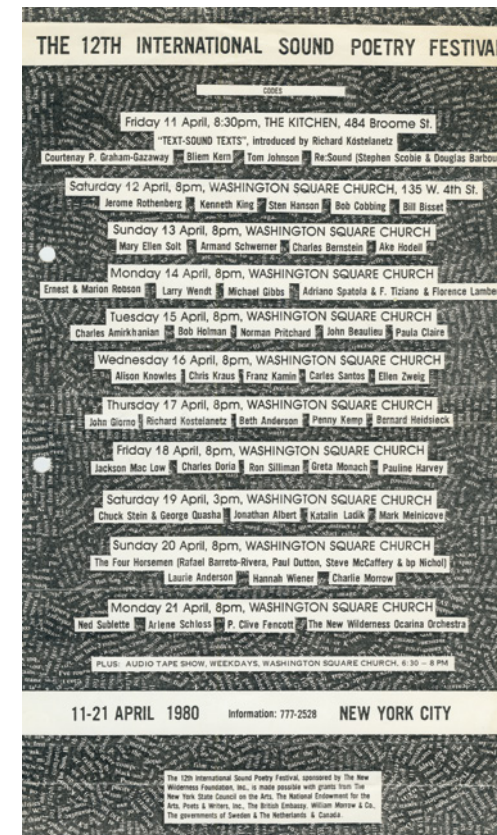 THE 12TH INTERNATIONAL SOUND POETRY FESTIVAL
CODES
Friday 11 April, 8:30pm, THE KITCHEN, 484 Broome St.
"TEXT-SOUND TEXTS", introduced by Richard Kostelanetz
Courtenay P. Graham-Gazaway Bliem Kern Tom Johnson Re:Sound (Stephen Scobie & Douglas Barbou
Saturday 12 April, 8pm, WASHINGTON SQUARE CHURCH, 135 W. 4th St.
Jerome Rothenberg Kenneth King Sten Hanson Bob Cobbing Bill Bisset
Sunday 13 April, 8pm, WASHINGTON SQUARE CHURCH
Mary Ellen Solt Armand Schwerner Charles Bernstein Ake Hodell
Monday 14 April, 8pm, WASHINGTON SQUARE CHURCH
Ernest & Marion Robson Larry Wendt Michael Gibbs Adriano Spatola & F. Tiziano & Florence Lambe
Tuesday 15 April, 8pm, WASHINGTON SQUARE CHURCH
Charles Amirkhanian Bob Holman Norman Pritchard John Beaulieu Paula Claire
Wednesday 16 April, 8pm, WASHINGTON SQUARE CHURCH
Alison Knowles Chris Kraus Franz Kamin Carles Santos Ellen Zweig
Thursday 17 April, 8pm, WASHINGTON SQUARE CHURCH
John Giorno Richard Kostelanetz Beth Anderson Penny Kemp Bernard Heidsieck
Friday 18 April, 8pm, WASHINGTON SQUARE CHURCH
Jackson Mac Low Charles Doria Ron Silliman Greta Monach Pauline Harvey
Saturday 19 April, 3pm, WASHINGTON SQUARE CHURCH
Chuck Stein & George Quasha Jonathan Albert Katalin Ladik Mark Meinicove
Sunday 20 April, 8pm, WASHINGTON SQUARE CHURCH
The Four Horsemen (Rafael Barreto-Rivera, Paul Dutton, Steve McCaffery & bp Nichol)
Laurie Anderson Hannah Wiener Charlie Morrow
Monday 21 April, 8pm, WASHINGTON SQUARE CHURCH
Ned Sublette Arlene Schloss P. Clive Fencott The New Wilderness Ocarina Orchestra
PLUS: AUDIO TAPE SHOW, WEEKDAYS, WASHINGTON SQUARE CHURCH, 6:30 – 8 PM
11-21 APRIL 1980 Information: 777-2528 NEW YORK CITY
The 12th International Sound Poetry Festival, sponsored by The New
Wilderness Foundation, Inc., is made possible with grants from The
New York State Council on the Arts, The National Endowment for the
Arts, Poets & Writers, Inc., The British Embassy, William Morrow & Co.,
The governments of Sweden & The Netherlands & Canada.